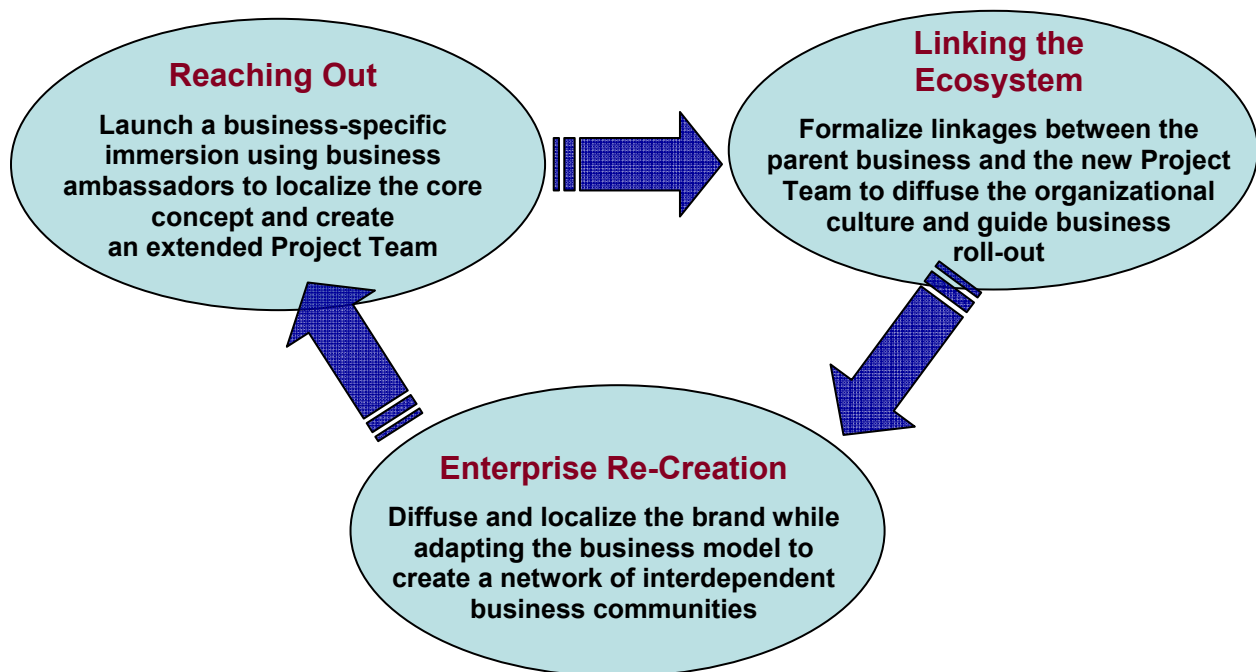 Reaching Out
Launch a business-specific
immersion using business
ambassadors to localize the core
concept and create
an extended Project Team
Linking the
Ecosystem
Formalize linkages between the
parent business and the new Project
Team to diffuse the organizational
culture and guide business
roll-out
Enterprise Re-Creation
Diffuse and localize the brand while
adapting the business model to
create a network of interdependent
business communities